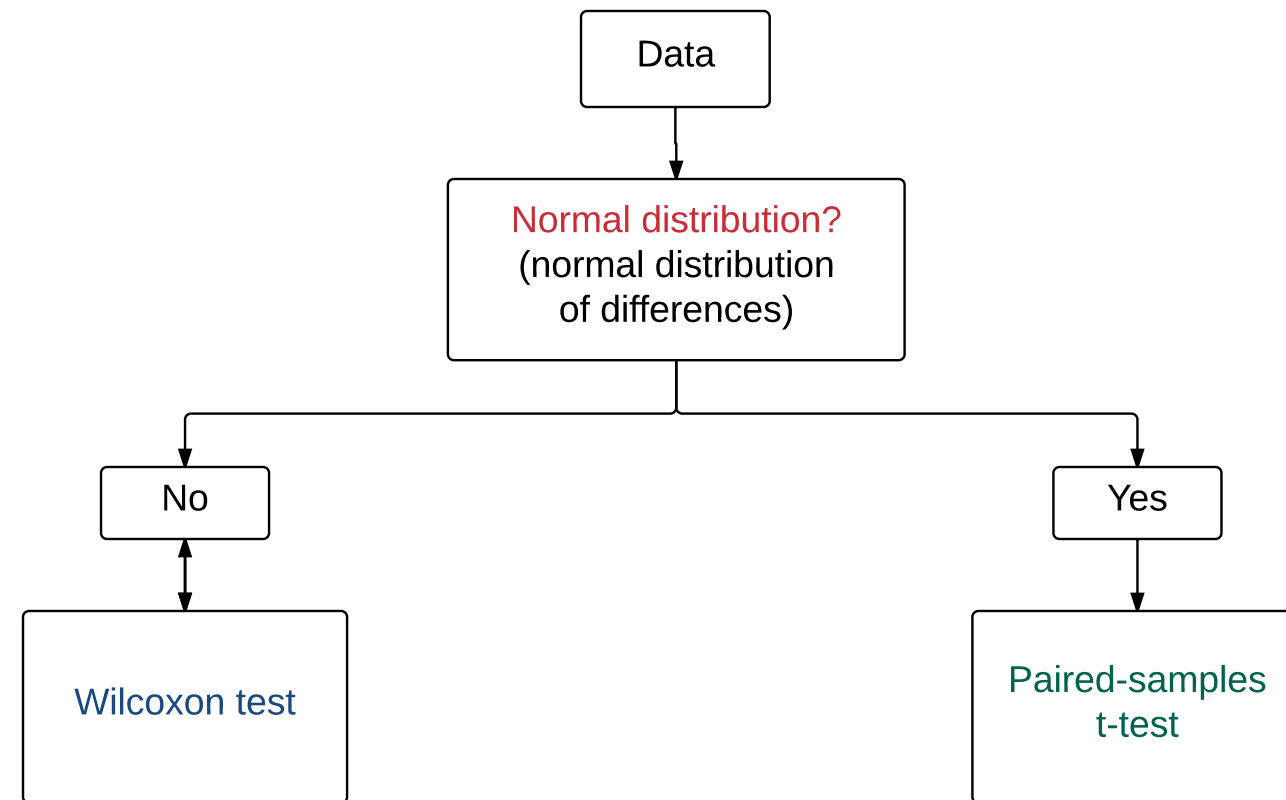 Data
Normal distribution?
(normal distribution
of differences)
No
Yes
Wilcoxon test
Paired-samples
t-test